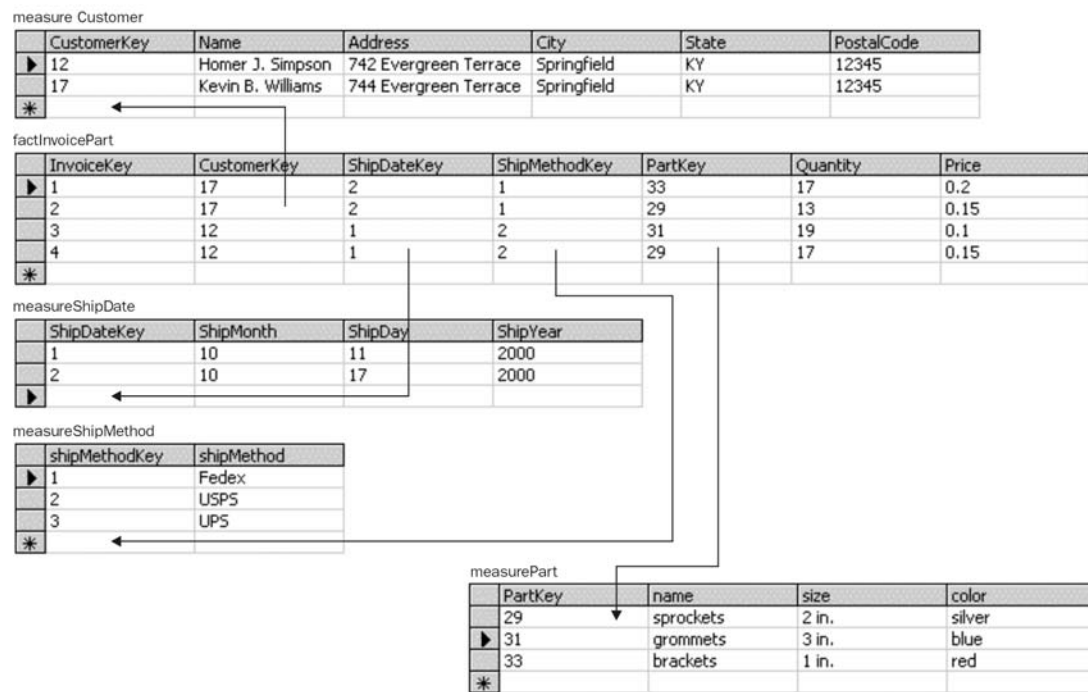 measure Customer
CustomerKey Name Address City State PostalCode
12 Homer J. Simpson 742 Evergreen Terrace Springfield KY 12345
17 Kevin B. Williams 744 Evergreen Terrace Springfield KY 12345
factInvoicePart
InvoiceKey CustomerKey ShipDateKey ShipMethodKey PartKey Quantity Price
1 17 2 1 33 17 0.2
2 17 2 1 29 13 0.15
3 12 1 2 31 19 0.1
4 12 1 2 29 17 0.15
measureShipDate
ShipDateKey ShipMonth ShipDay ShipYear
1 10 11 2000
2 10 17 2000
measureShipMethod
shipMethodKey shipMethod
1 Fedex
2 USPS
3 UPS
measurePart
PartKey name size color
29 sprockets 2 in. silver
31 grommets 3 in. blue
33 brackets 1 in. red